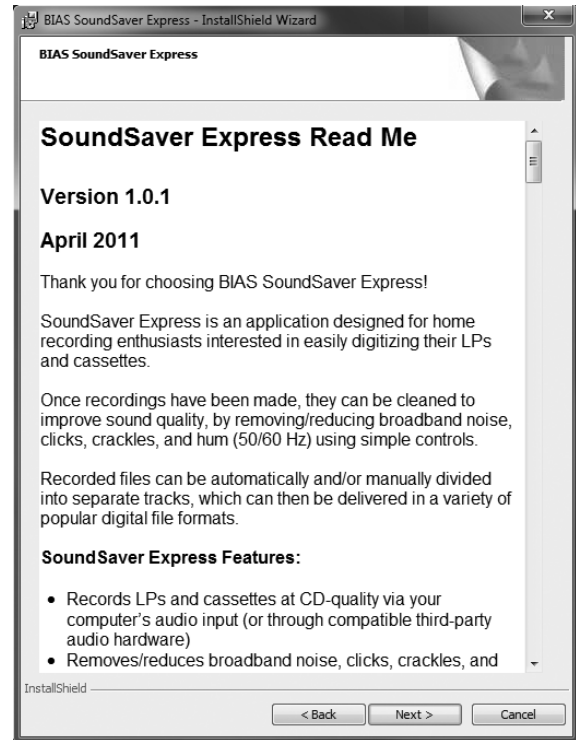 BIAS SoundSaver Express - InstallShield Wizard
BIAS SoundSaver Express
SoundSaver Express Read Me
Version 1.0.1
April 2011
Thank you for choosing BIAS SoundSaver Express!
SoundSaver Express is an application designed for home
recording enthusiasts interested in easily digitizing their LPs
and cassettes.
Once recordings have been made, they can be cleaned to
improve sound quality, by removing/reducing broadband noise,
clicks, crackles, and hum (50/60 Hz) using simple controls.
Recorded files can be automatically and/or manually divided
into separate tracks, which can then be delivered in a variety of
popular digital file formats.
SoundSaver Express Features:
• Records LPs and cassettes at CD-quality via your
computer's audio input (or through compatible third-party
audio hardware)
• Removes/reduces broadband noise, clicks, crackles, and
InstallShield
< Back Next > Cancel